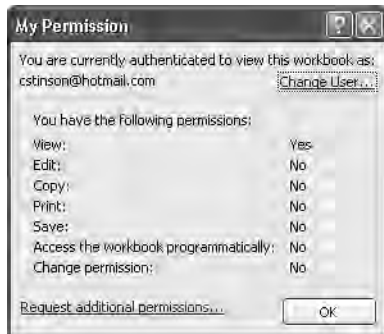 My Permission
You are currently authenticated to view this workbook as:
cstinson@hotmail.com Change User...
You have the following permissions:
View: Yes
Edit: No
Copy: No
Print: No
Save: No
Access the workbook programmatically: No
Change permission: No
Request additional permissions... OK